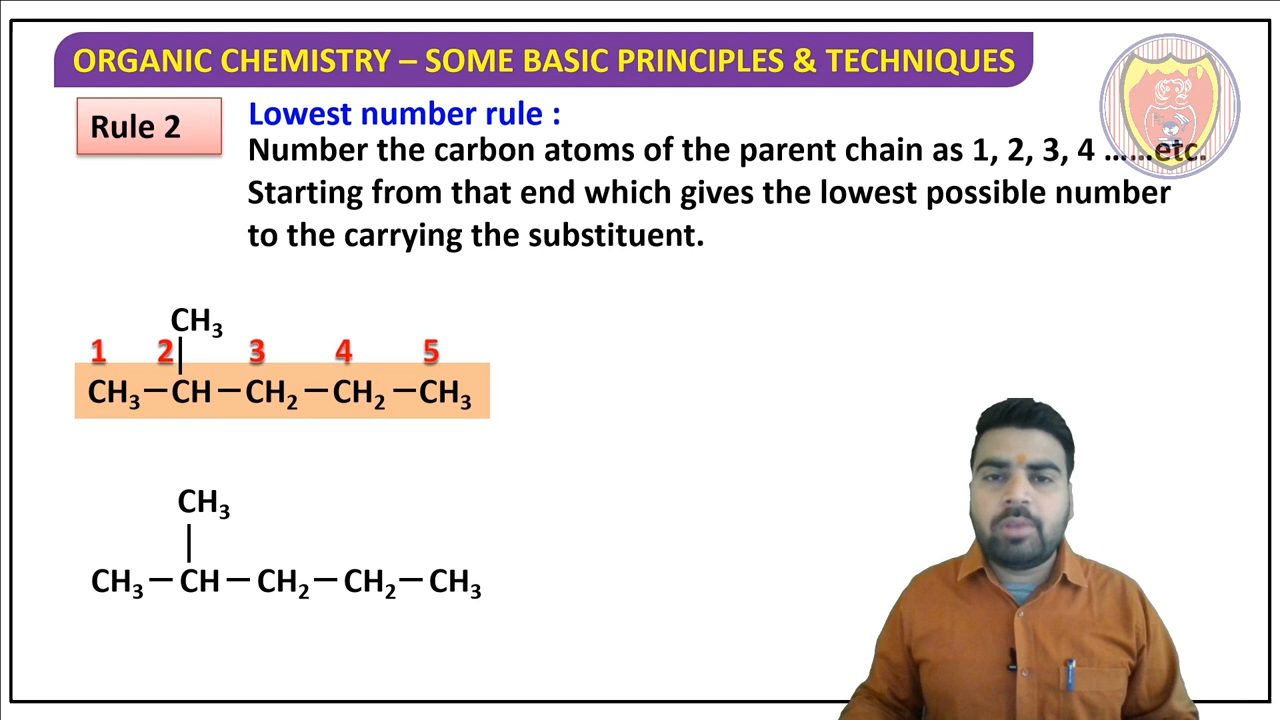 ORGANIC CHEMISTRY – SOME BASIC PRINCIPLES & TECHNIQUES
Rule 2
Lowest number rule :
Number the carbon atoms of the parent chain as 1, 2, 3, 4 ……etc.
Starting from that end which gives the lowest possible number
to the carrying the substituent.
CH₃
1 2 3 4 5
CH₃ – CH – CH₂ – CH₂ – CH₃
CH₃
CH₃ – CH – CH₂ – CH₂ – CH₃